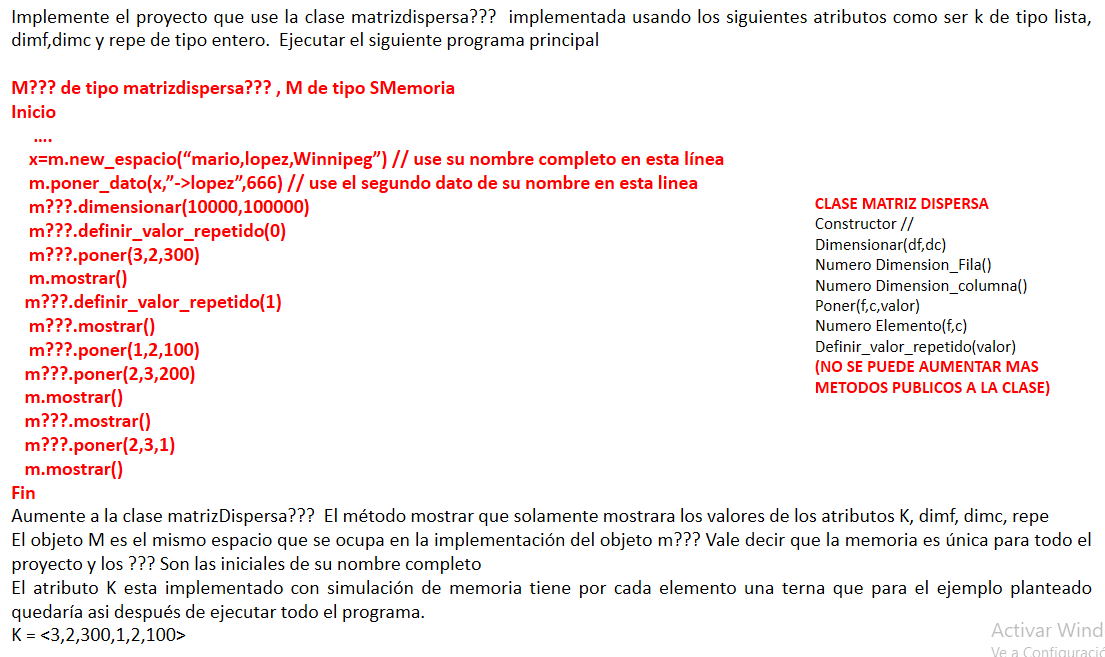 Implemente el proyecto que use la clase matrizdispersa??? implementada usando los siguientes atributos como ser k de tipo lista,
dimf,dimc y repe de tipo entero. Ejecutar el siguiente programa principal
M??? de tipo matrizdispersa??? , M de tipo SMemoria
Inicio
....
x=m.new_espacio(“mario,lopez,Winnipeg”) // use su nombre completo en esta línea
m.poner_dato(x,”->lopez”,666) // use el segundo dato de su nombre en esta linea
m???.dimensionar(10000,100000)
m???.definir_valor_repetido(0)
m???.poner(3,2,300)
m.mostrar()
m???.definir_valor_repetido(1)
m???.mostrar()
m???.poner(1,2,100)
m???.poner(2,3,200)
m.mostrar()
m???.mostrar()
m???.poner(2,3,1)
m.mostrar()
Fin
CLASE MATRIZ DISPERSA
Constructor //
Dimensionar(df,dc)
Numero Dimension_Fila()
Numero Dimension_columna()
Poner(f,c,valor)
Numero Elemento(f,c)
Definir_valor_repetido(valor)
(NO SE PUEDE AUMENTAR MAS
METODOS PUBLICOS A LA CLASE)
Aumente a la clase matrizDispersa??? El método mostrar que solamente mostrara los valores de los atributos K, dimf, dimc, repe
El objeto M es el mismo espacio que se ocupa en la implementación del objeto m??? Vale decir que la memoria es única para todo el
proyecto y los ??? Son las iniciales de su nombre completo
El atributo K esta implementado con simulación de memoria tiene por cada elemento una terna que para el ejemplo planteado
quedaría asi después de ejecutar todo el programa.
K = <3,2,300,1,2,100>
Activar Wind
Ve a Configuració